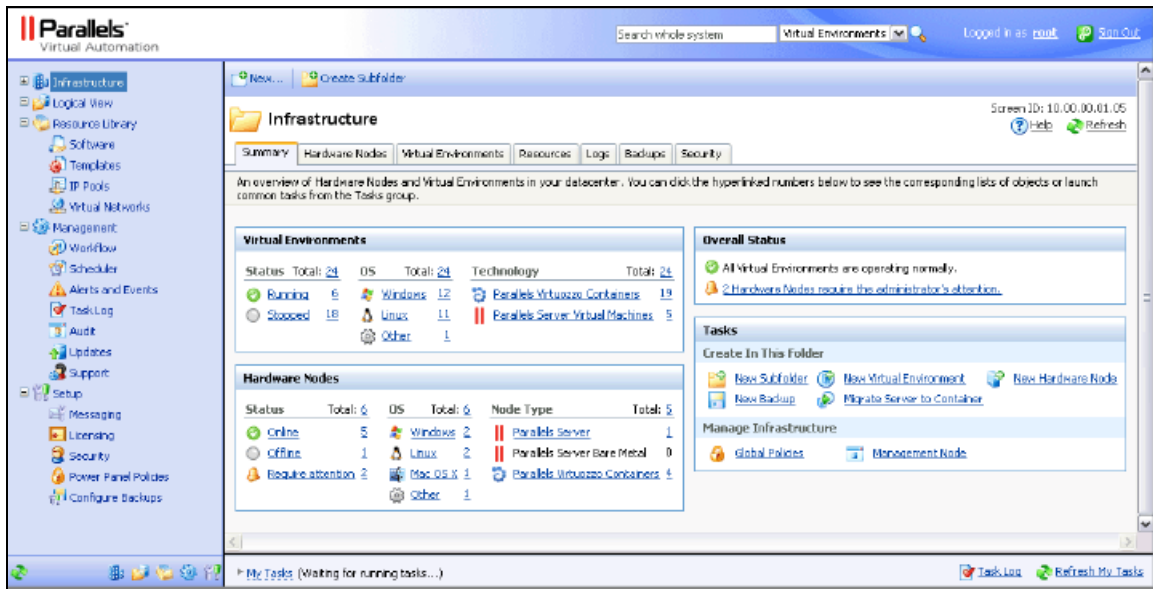 Parallels
Virtual Automation
Search whole system
Virtual Environments
Logged in as root
Sign Out
Infrastructure
Logical View
Resource Library
Software
Templates
IP Pools
Virtual Networks
Management
Workflow
Scheduler
Alerts and Events
Task Log
Audit
Updates
Support
Setup
Messaging
Licensing
Security
Power Panel Policies
Configure Backups
New... Create Subfolder
Infrastructure
Screen ID: 10.00.00.01.05
Help Refresh
Summary Hardware Nodes Virtual Environments Resources Logs Backups Security
An overview of Hardware Nodes and Virtual Environments in your datacenter. You can click the hyperlinked numbers below to see the corresponding lists of objects or launch
common tasks from the Tasks group.
Virtual Environments
Status Total: 24 OS Total: 24 Technology Total: 24
Running 6 Windows 12 Parallels Virtuozzo Containers 19
Stopped 18 Linux 11 Parallels Server Virtual Machines 5
Other 1
Hardware Nodes
Status Total: 6 OS Total: 6 Node Type Total: 5
Online 5 Windows 2 Parallels Server 1
Offline 1 Linux 2 Parallels Server Bare Metal 0
Require attention 2 Mac OS X 1 Parallels Virtuozzo Containers 4
Other 1
Overall Status
All Virtual Environments are operating normally.
2 Hardware Nodes require the administrator's attention.
Tasks
Create In This Folder
New Subfolder New Virtual Environment New Hardware Node
New Backup Migrate Server to Container
Manage Infrastructure
Global Policies Management Node
My Tasks (Waiting for running tasks...)
Task Log Refresh My Tasks